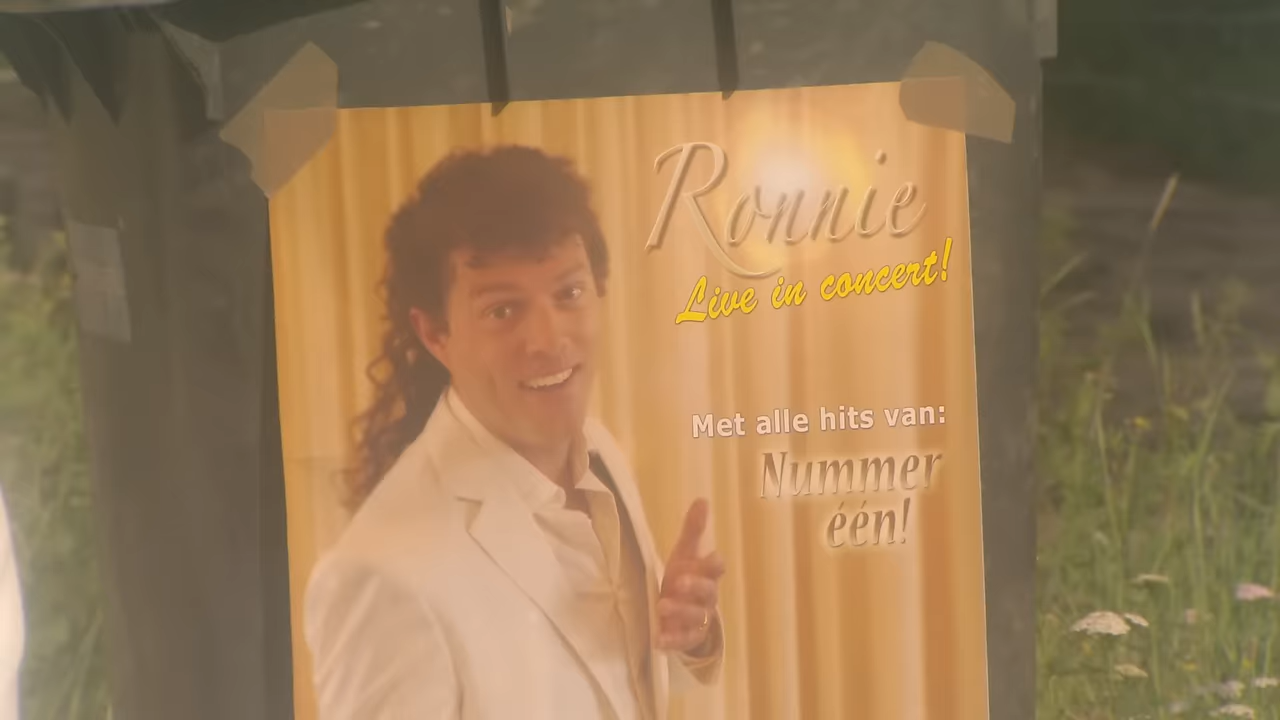 Ronnie
Live in concert!
Met alle hits van:
Nummer
één!